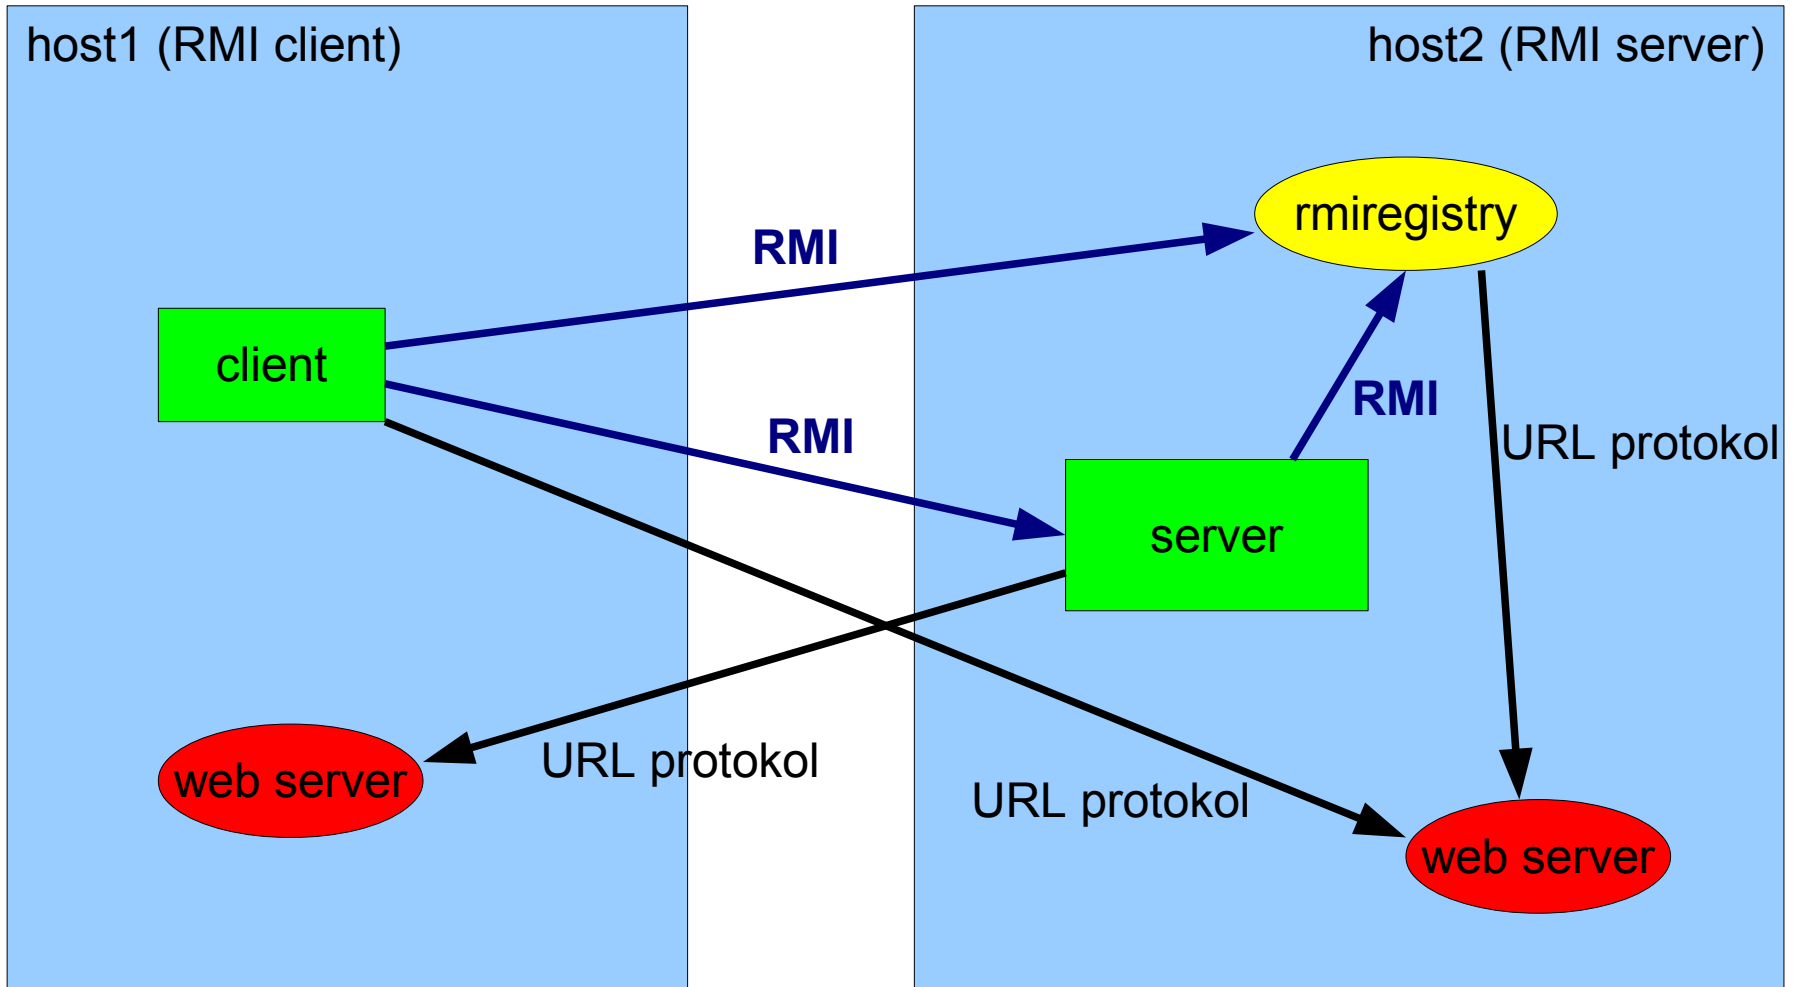 host1 (RMI client)
host2 (RMI server)
rmiregistry
RMI
client
RMI
RMI
URL protokol
server
URL protokol
web server
URL protokol
web server